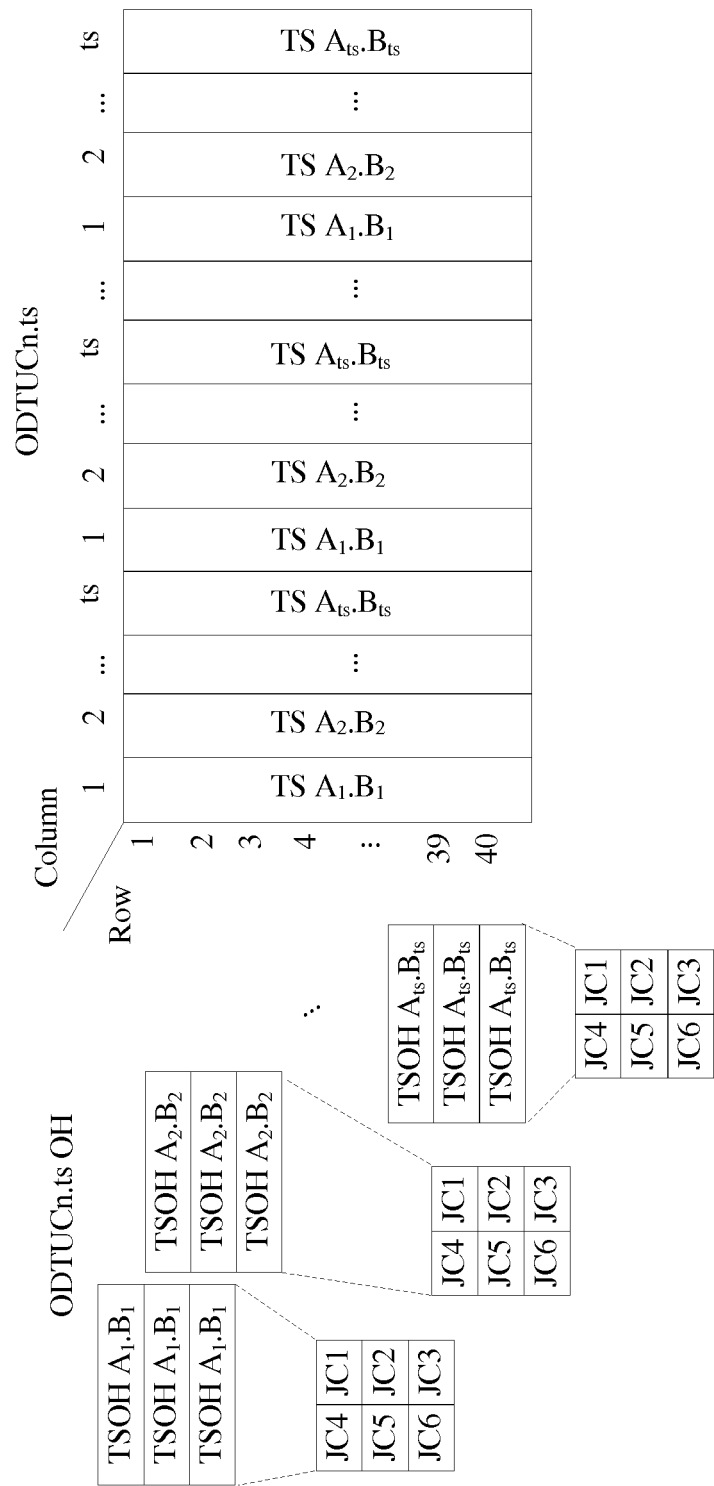 ODTUCn.ts OH
ODTUCn.ts
Column
Row
1 2 ... ts 1 2 ... ts ... 1 2 ... ts
1
2
3
4
...
39
40
TS A₁.B₁
TS A₂.B₂
...
TS Aₜₛ.Bₜₛ
TS A₁.B₁
TS A₂.B₂
...
TS Aₜₛ.Bₜₛ
...
TS A₁.B₁
TS A₂.B₂
...
TS Aₜₛ.Bₜₛ
TSOH A₁.B₁
TSOH A₁.B₁
TSOH A₁.B₁
JC4 JC1
JC5 JC2
JC6 JC3
TSOH A₂.B₂
TSOH A₂.B₂
TSOH A₂.B₂
JC4 JC1
JC5 JC2
JC6 JC3
...
TSOH Aₜₛ.Bₜₛ
TSOH Aₜₛ.Bₜₛ
TSOH Aₜₛ.Bₜₛ
JC4 JC1
JC5 JC2
JC6 JC3